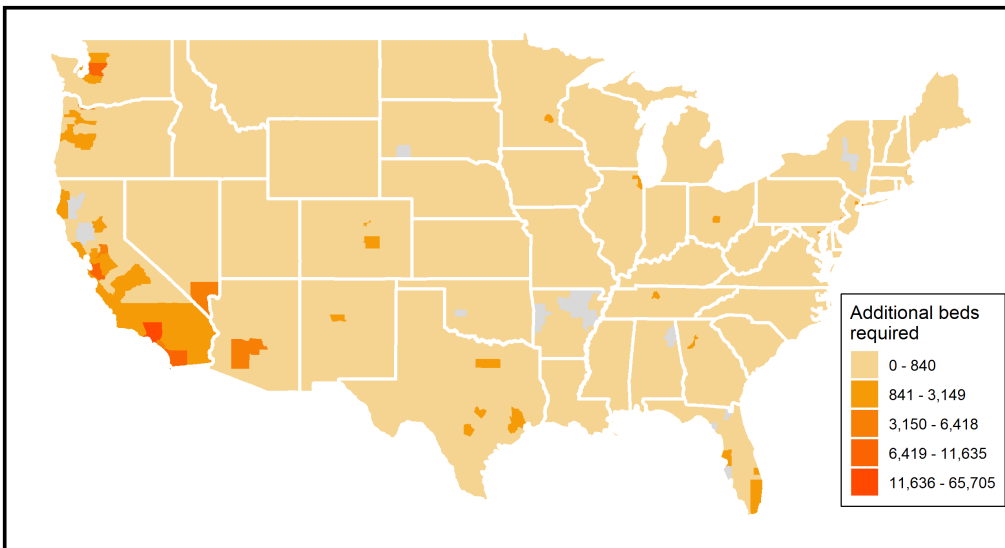 Additional beds
required
0 - 840
841 - 3,149
3,150 - 6,418
6,419 - 11,635
11,636 - 65,705